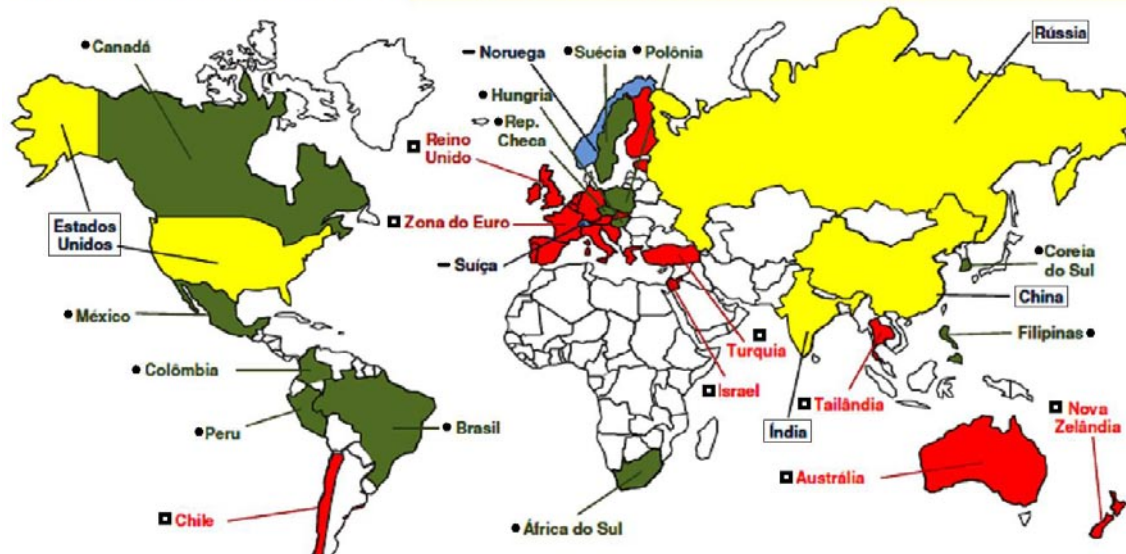 Canadá
Noruega
Suécia
Polônia
Rússia
Hungria
Rep.
Checa
Reino
Unido
Zona do Euro
Estados
Unidos
Suíça
Coreia
do Sul
China
México
Filipinas
Turquia
Colômbia
Israel
Tailândia
Nova
Zelândia
Peru
Brasil
Índia
Austrália
Chile
África do Sul